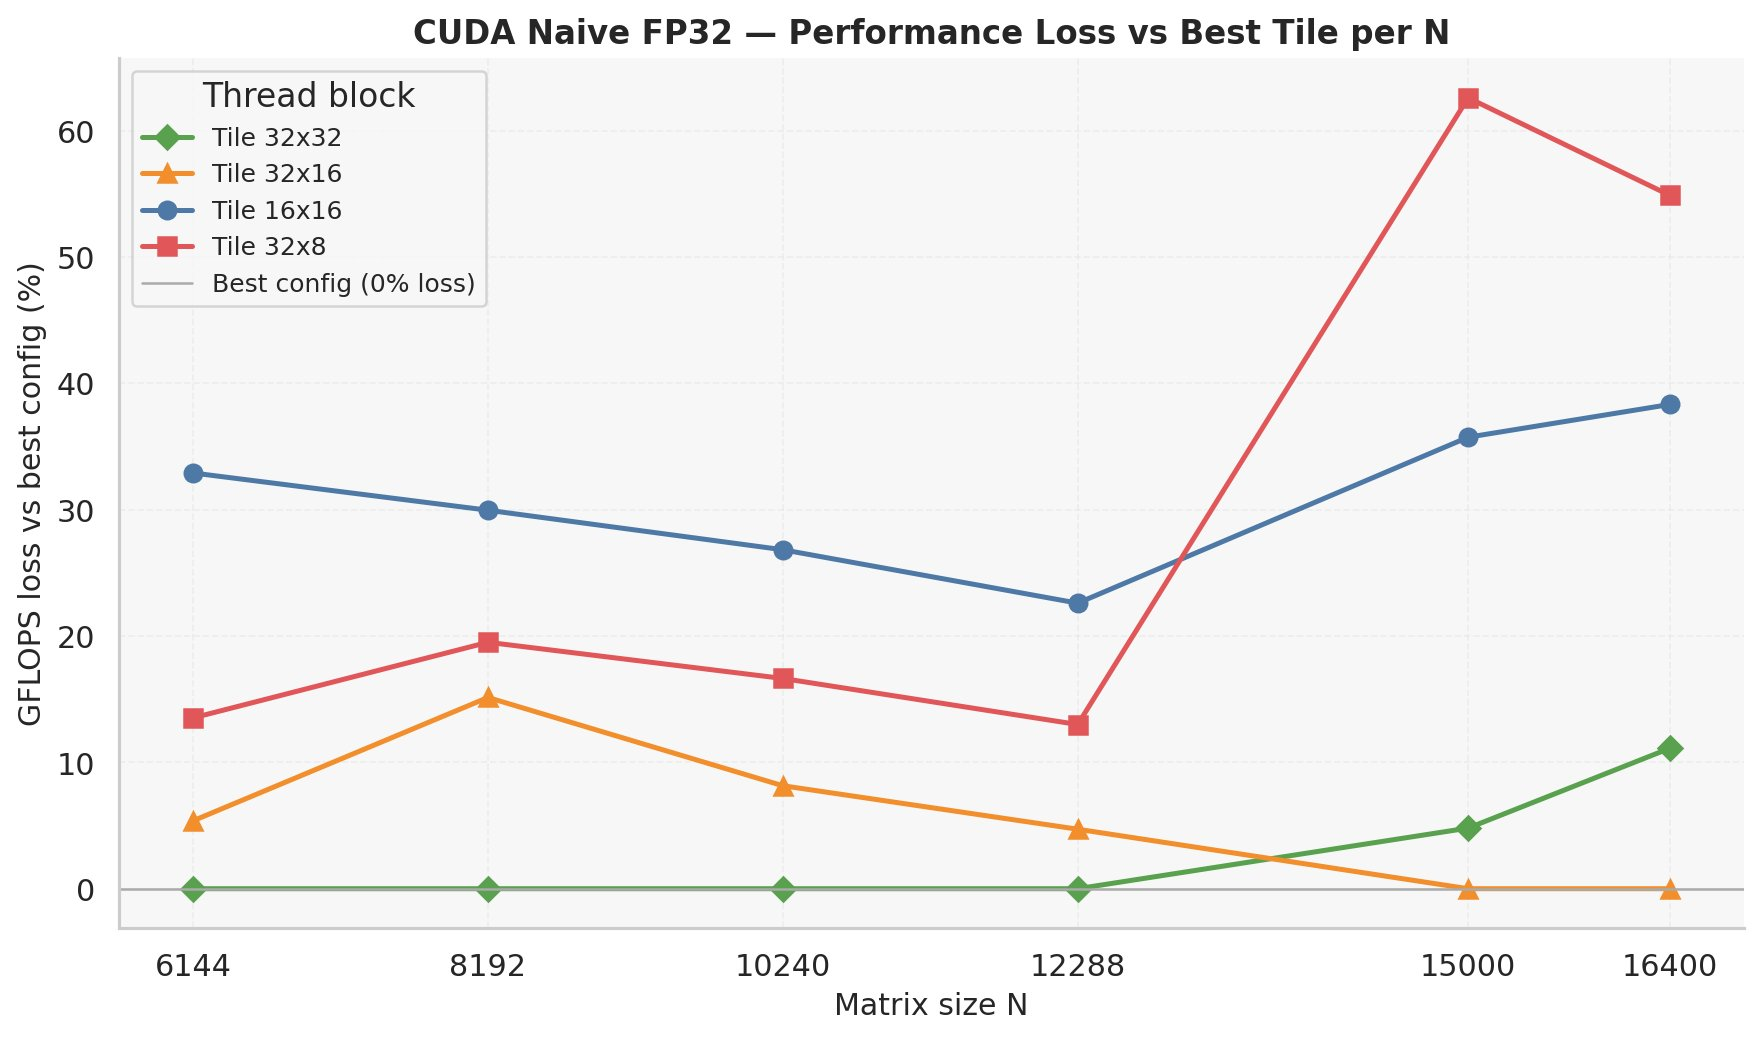 CUDA Naive FP32 — Performance Loss vs Best Tile per N
Thread block
Tile 32x32
Tile 32x16
Tile 16x16
Tile 32x8
Best config (0% loss)
GFLOPS loss vs best config (%)
60
50
40
30
20
10
0
6144 8192 10240 12288 15000 16400
Matrix size N